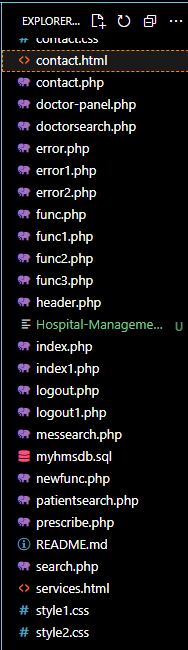 EXPLORER...
contact.css
contact.html
contact.php
doctor-panel.php
doctorsearch.php
error.php
error1.php
error2.php
func.php
func1.php
func2.php
func3.php
header.php
Hospital-Manageme... U
index.php
index1.php
logout.php
logout1.php
messearch.php
myhmsdb.sql
newfunc.php
patientsearch.php
prescribe.php
README.md
search.php
services.html
style1.css
style2.css